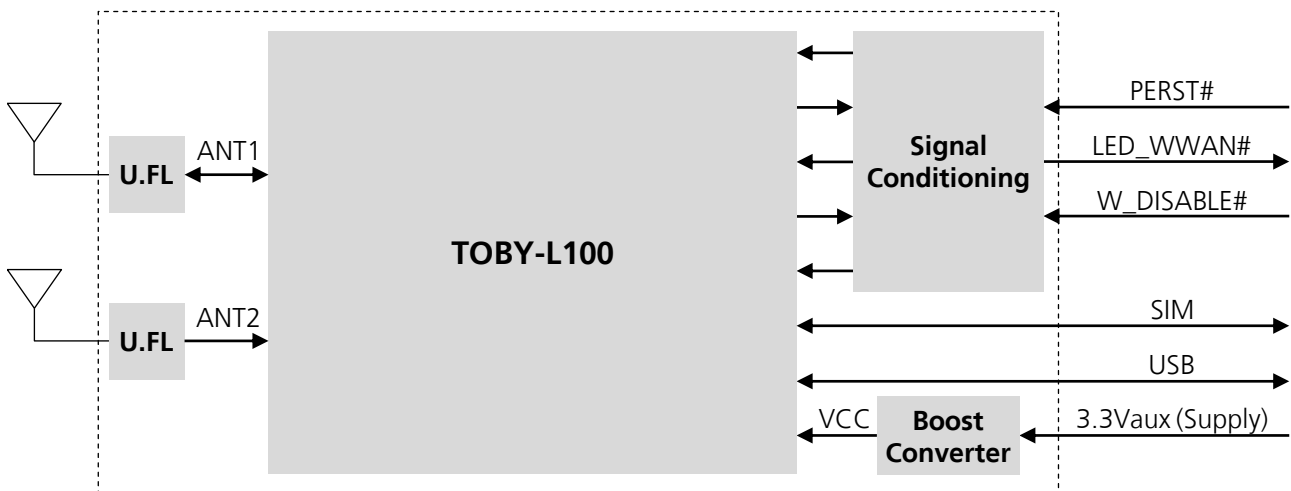 PERST#
ANT1
U.FL
Signal
Conditioning
LED_WWAN#
W_DISABLE#
TOBY-L100
ANT2
U.FL
SIM
USB
VCC
Boost
Converter
3.3Vaux (Supply)